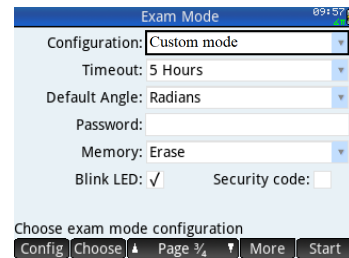 Exam Mode 09:57
Configuration: Custom mode
Timeout: 5 Hours
Default Angle: Radians
Password:
Memory: Erase
Blink LED: √ Security code:
Choose exam mode configuration
Config Choose Page ¾ More Start